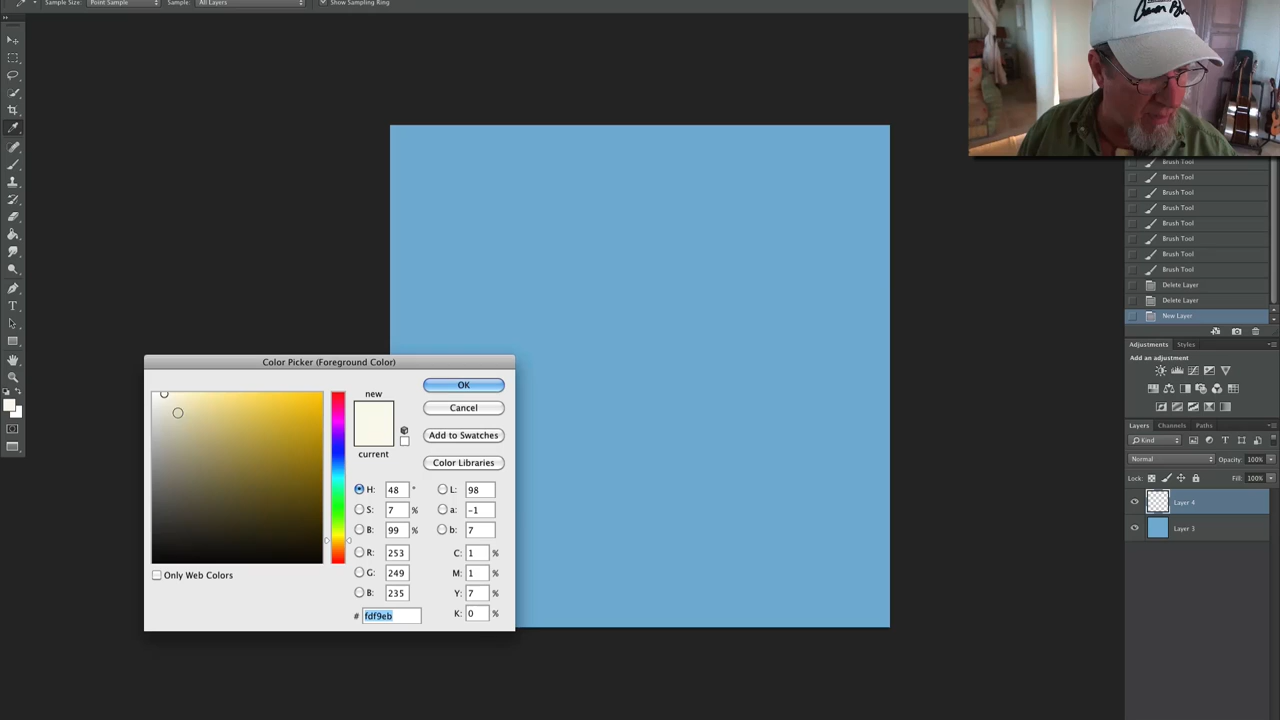 Sample Size: Point Sample Sample: All Layers Show Sampling Ring
Brush Tool
Brush Tool
Brush Tool
Brush Tool
Brush Tool
Brush Tool
Brush Tool
Brush Tool
Delete Layer
Delete Layer
New Layer
Adjustments Styles
Add an adjustment
Layers Channels Paths
Kind
Normal Opacity: 100%
Lock: Fill: 100%
Layer 4
Layer 3
Color Picker (Foreground Color)
new
current
OK
Cancel
Add to Swatches
Color Libraries
H: 48 ° L: 98
S: 7 % a: -1
B: 99 % b: 7
R: 253 C: 1 %
G: 249 M: 1 %
B: 235 Y: 7 %
# fdf9eb K: 0 %
Only Web Colors